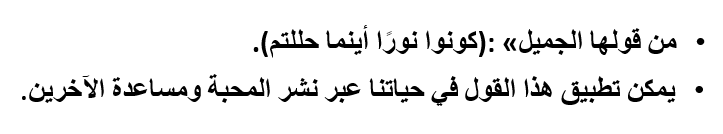 • من قولها الجميل» :(كونوا نورًا أينما حللتم).
• يمكن تطبيق هذا القول في حياتنا عبر نشر المحبة ومساعدة الآخرين.